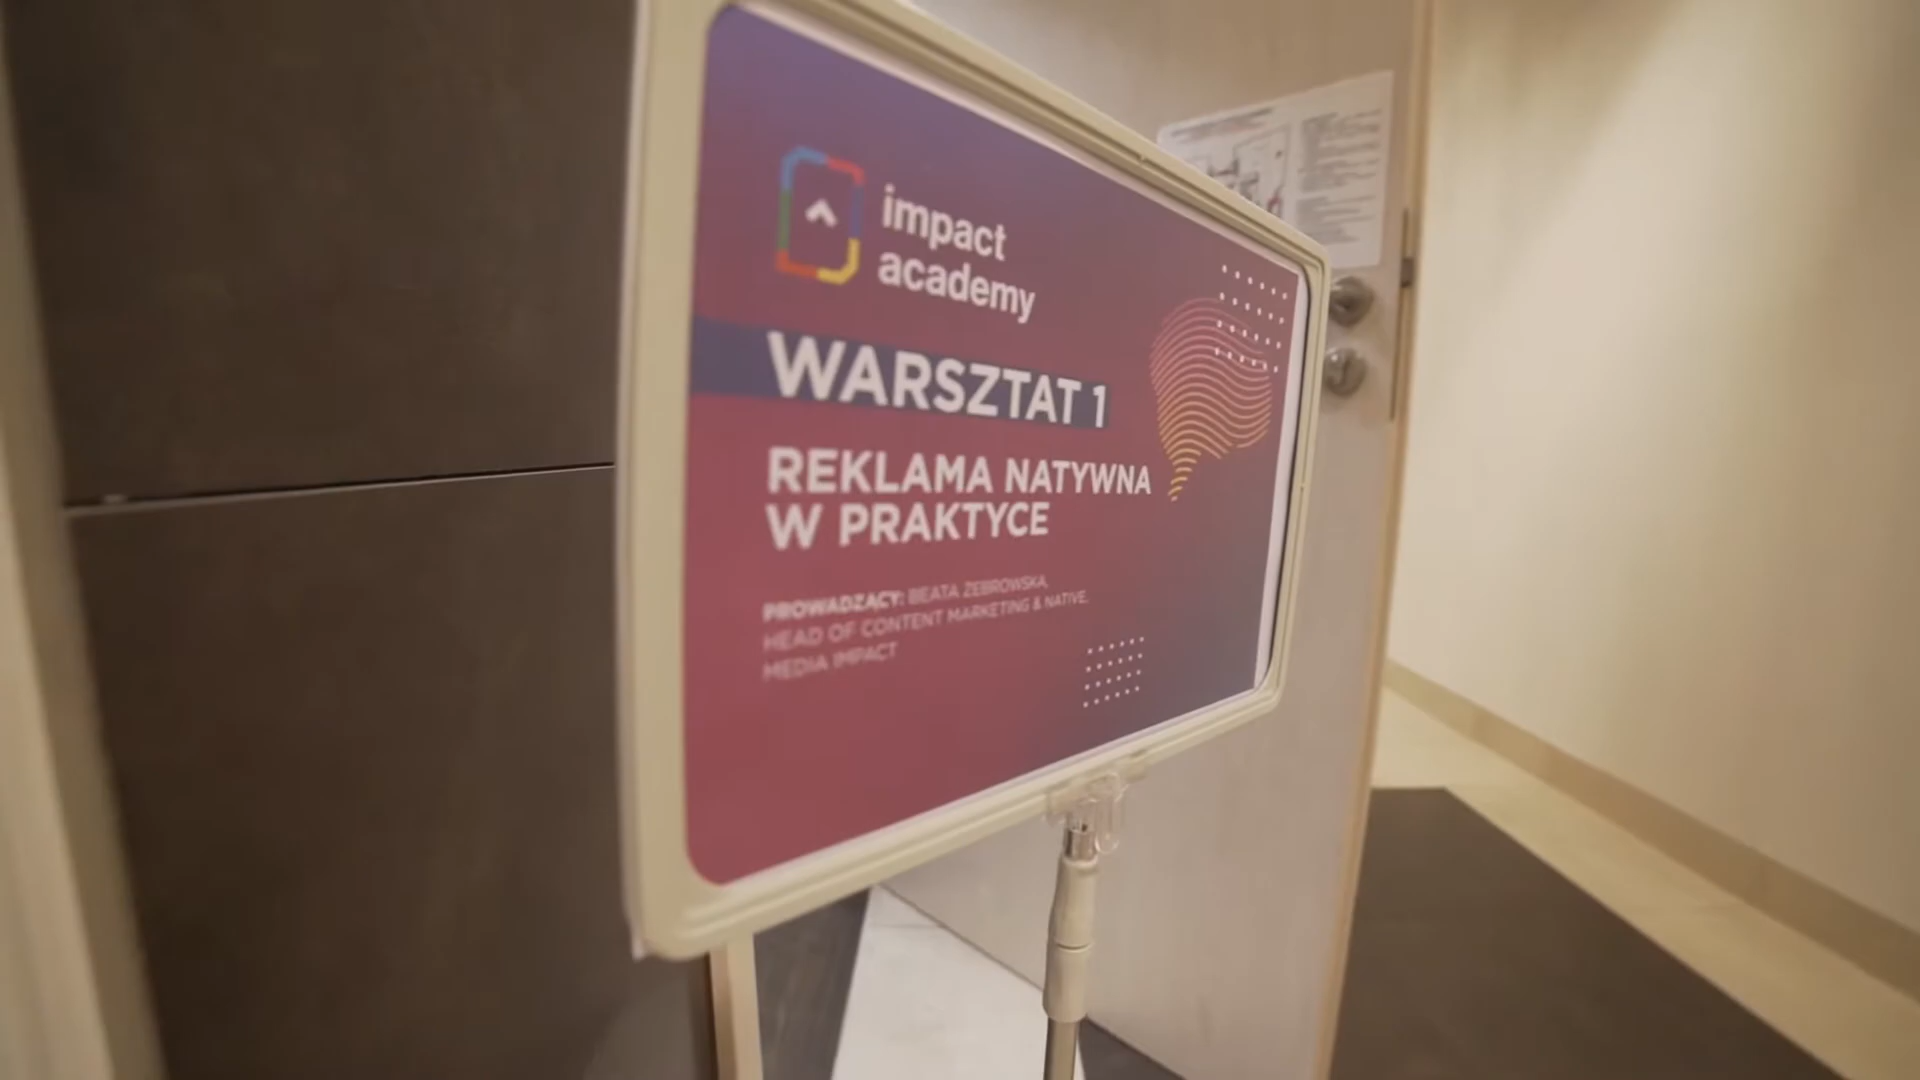 impact
academy
WARSZTAT 1
REKLAMA NATYWNA
W PRAKTYCE
PROWADZĄCY: BEATA ŻEBROWSKA,
HEAD OF CONTENT MARKETING & NATIVE,
MEDIA IMPACT